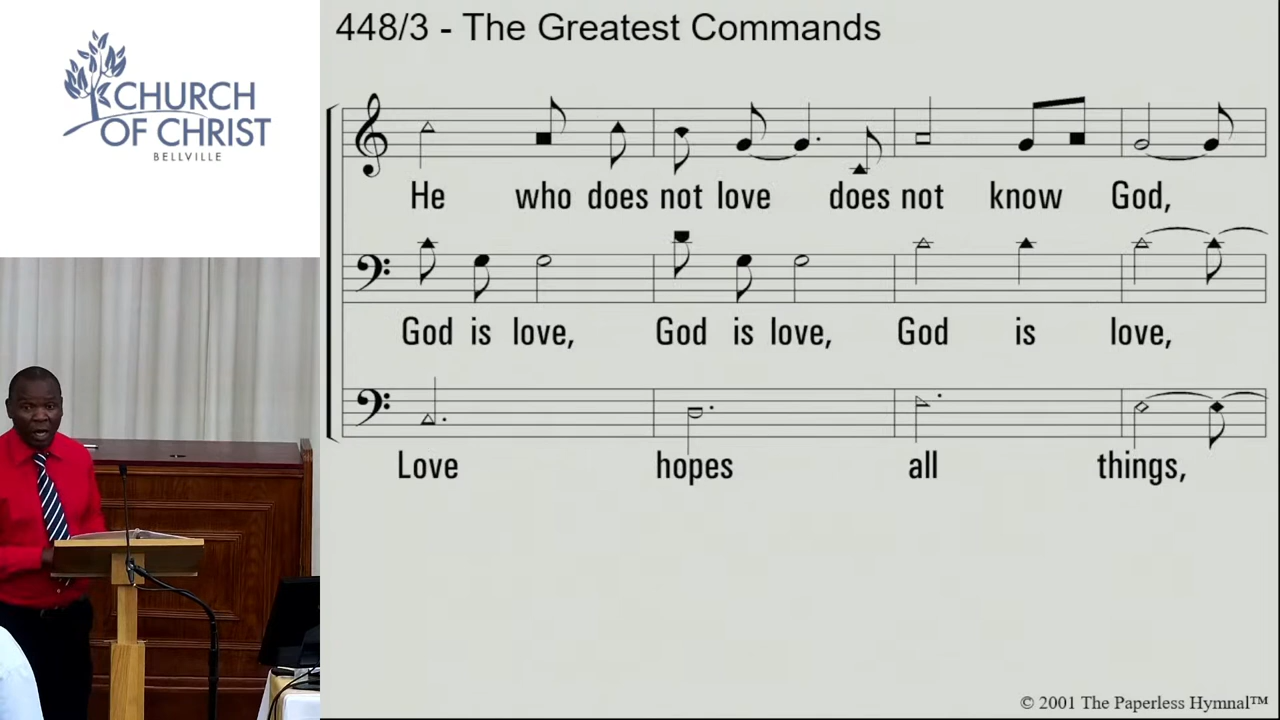 CHURCH
OF CHRIST
BELLVILLE
448/3 - The Greatest Commands
He who does not love does not know God,
God is love, God is love, God is love,
Love hopes all things,
© 2001 The Paperless Hymnal™